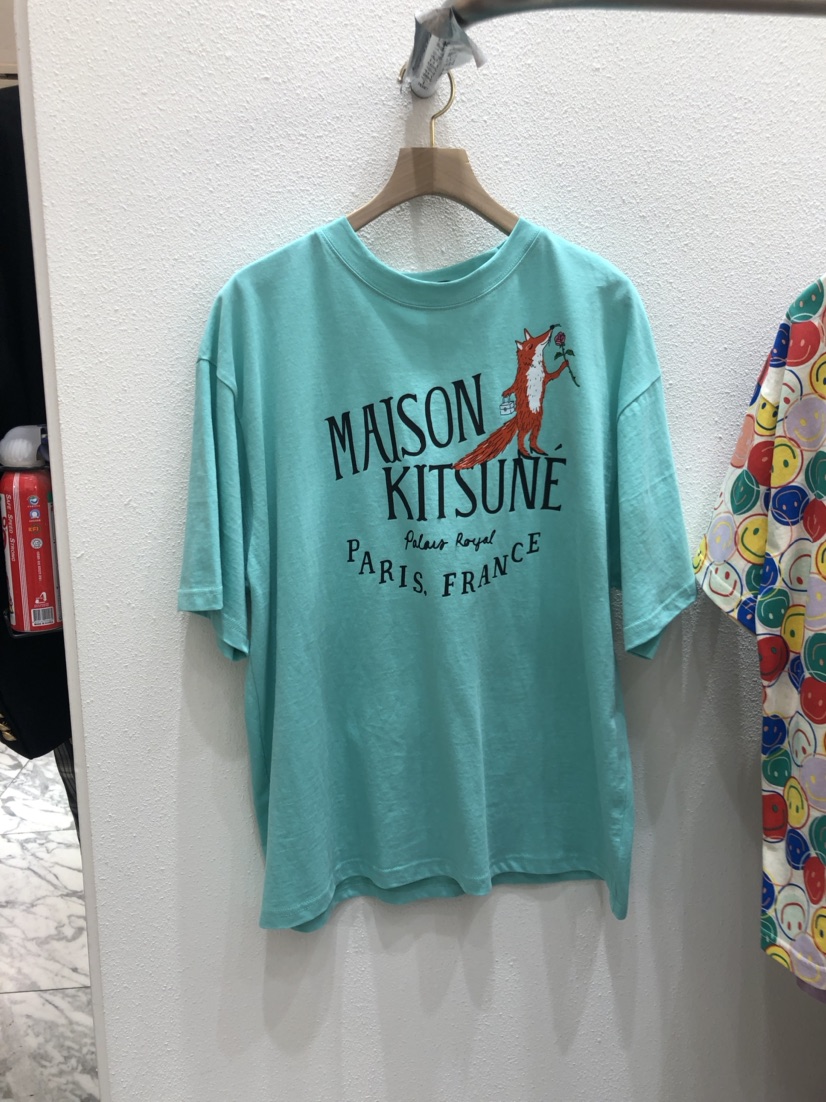 MAISON
KITSUNÉ
Palais Royal
PARIS, FRANCE